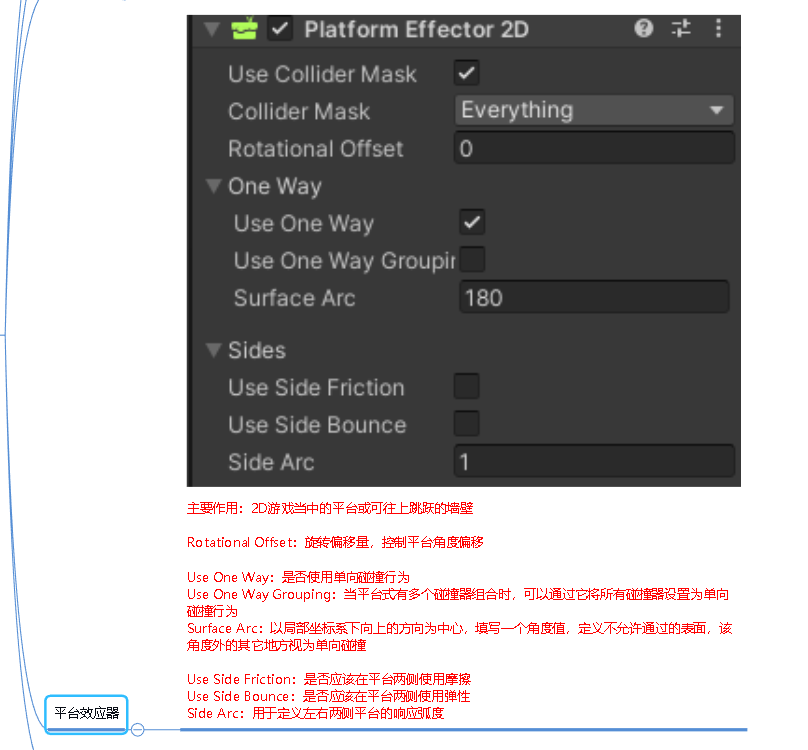 Platform Effector 2D
Use Collider Mask
Collider Mask Everything
Rotational Offset 0
One Way
Use One Way
Use One Way Groupin
Surface Arc 180
Sides
Use Side Friction
Use Side Bounce
Side Arc 1
主要作用：2D游戏当中的平台或可往上跳跃的墙壁
Rotational Offset：旋转偏移量，控制平台角度偏移
Use One Way：是否使用单向碰撞行为
Use One Way Grouping：当平台式有多个碰撞器组合时，可以通过它将所有碰撞器设置为单向
碰撞行为
Surface Arc：以局部坐标系下向上的方向为中心，填写一个角度值，定义不允许通过的表面，该
角度外的其它地方视为单向碰撞
Use Side Friction：是否应该在平台两侧使用摩擦
Use Side Bounce：是否应该在平台两侧使用弹性
Side Arc：用于定义左右两侧平台的响应弧度
平台效应器